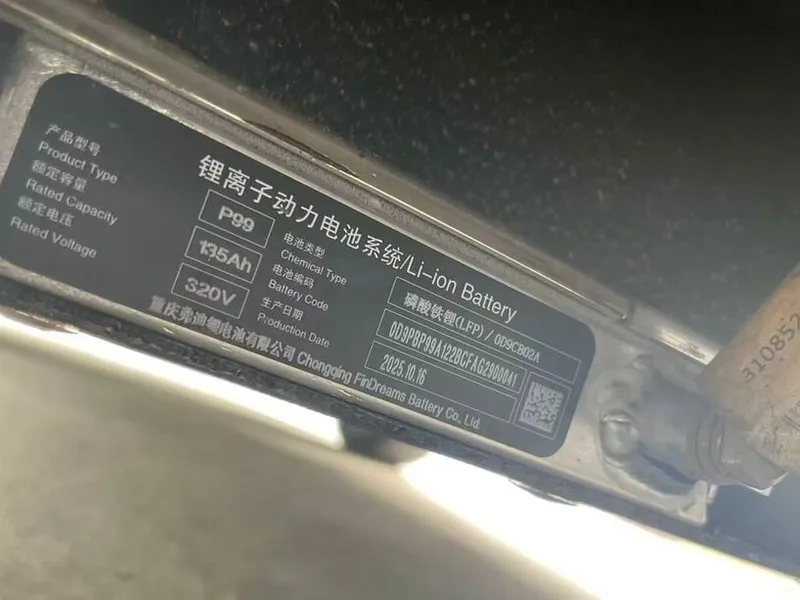 锂离子动力电池系统/Li-ion Battery
产品型号
Product Type
P99
额定容量
Rated Capacity
135Ah
额定电压
Rated Voltage
320V
电池类型
Chemical Type
磷酸铁锂(LFP) / 0D9CB02A
电池编码
Battery Code
0D9PBP99A122BCFAG2900041
生产日期
Production Date
2025.10.16
重庆弗迪锂电池有限公司 Chongqing FinDreams Battery Co., Ltd.
310852